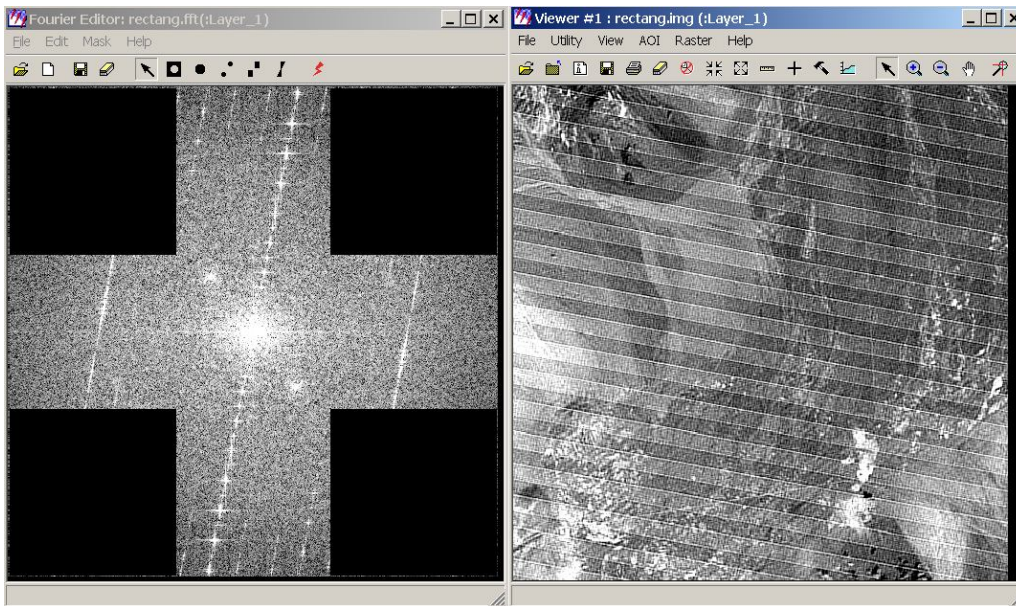 Fourier Editor: rectang.fft(:Layer_1)
File Edit Mask Help
Viewer #1 : rectang.img (:Layer_1)
File Utility View AOI Raster Help